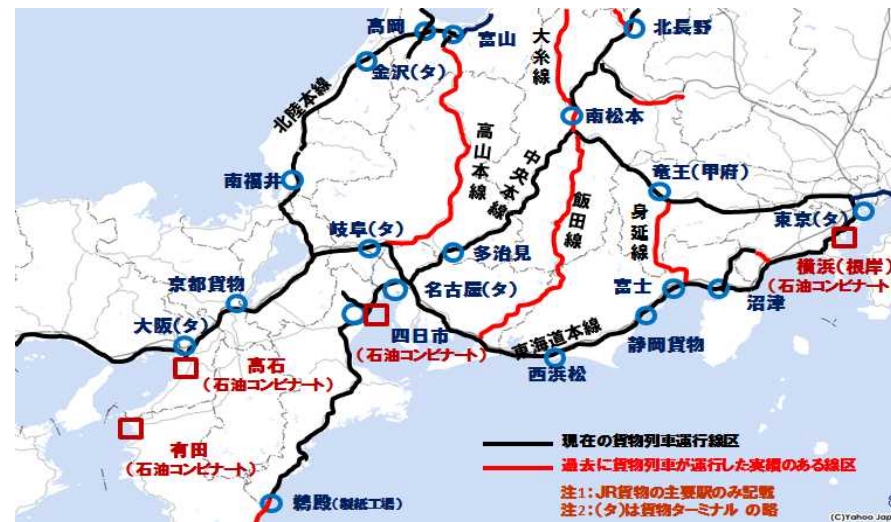 高岡
富山
金沢(タ)
北陸本線
大糸線
北長野
南松本
高山本線
中央本線
飯田線
南福井
竜王(甲府)
身延線
東京(タ)
岐阜(タ)
多治見
横浜(根岸)
(石油コンビナート)
京都貨物
名古屋(タ)
富士
沼津
大阪(タ)
四日市
(石油コンビナート)
東海道本線
静岡貨物
西浜松
高石
(石油コンビナート)
有田
(石油コンビナート)
現在の貨物列車運行線区
過去に貨物列車が運行した実績のある線区
注1:JR貨物の主要駅のみ記載
注2:(タ)は貨物ターミナル の略
鵜殿(製紙工場)
(C)Yahoo Jap